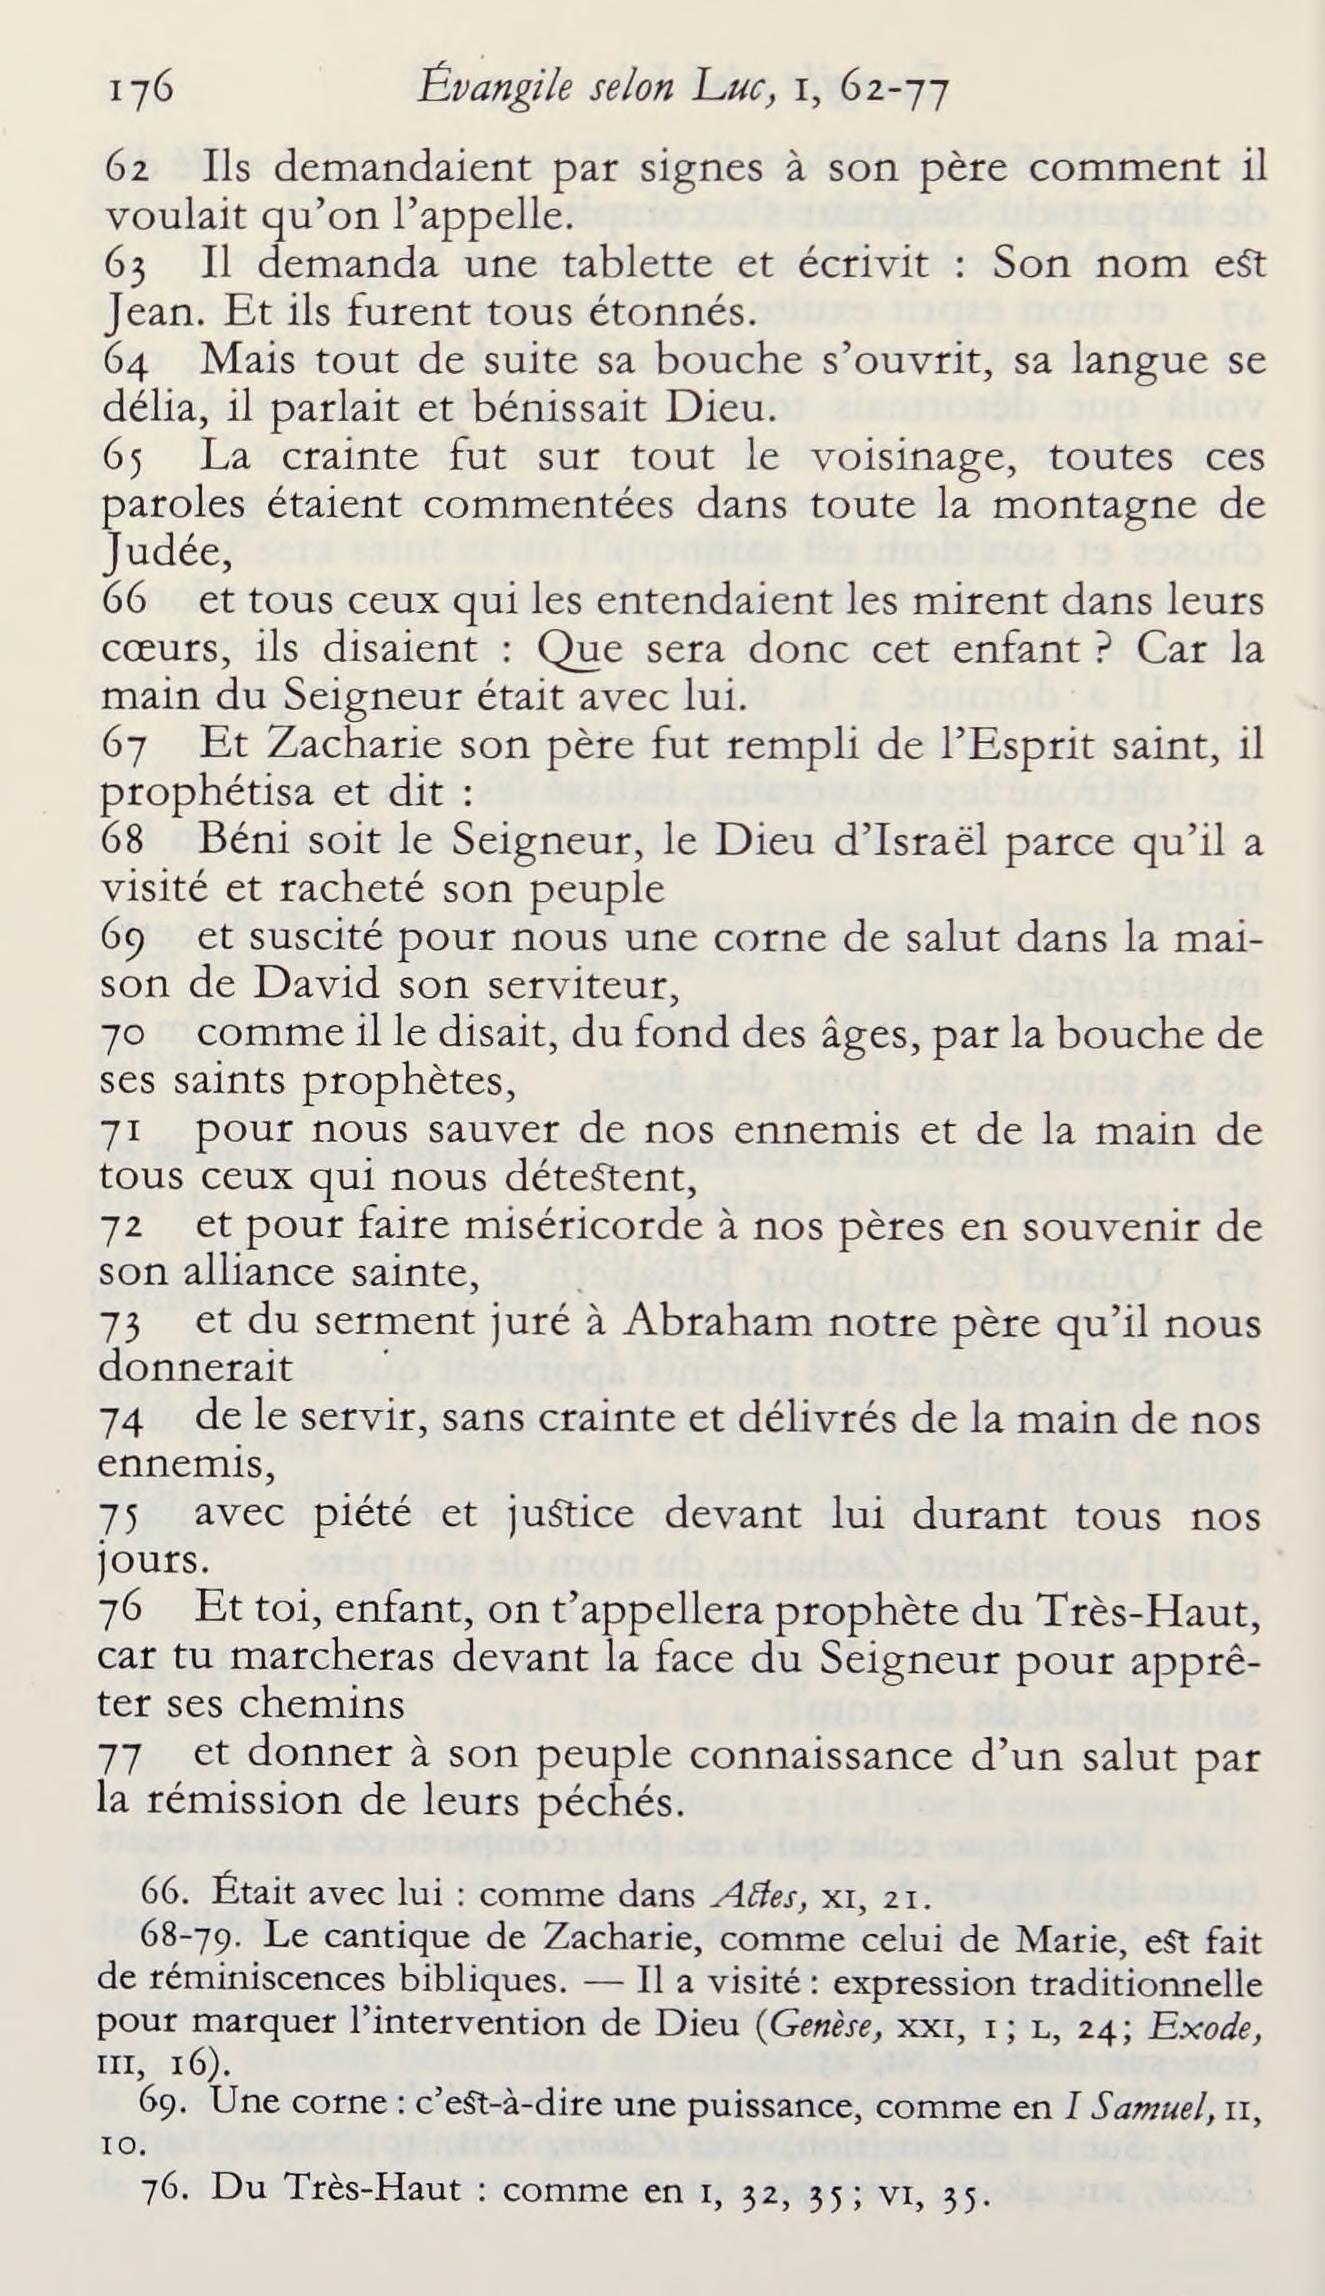 176 Évangile selon Luc, I, 62-77
62 Ils demandaient par signes à son père comment il
voulait qu'on l'appelle.
63 Il demanda une tablette et écrivit : Son nom est
Jean. Et ils furent tous étonnés.
64 Mais tout de suite sa bouche s'ouvrit, sa langue se
délia, il parlait et bénissait Dieu.
65 La crainte fut sur tout le voisinage, toutes ces
paroles étaient commentées dans toute la montagne de
Judée,
66 et tous ceux qui les entendaient les mirent dans leurs
cœurs, ils disaient : Que sera donc cet enfant ? Car la
main du Seigneur était avec lui.
67 Et Zacharie son père fut rempli de l'Esprit saint, il
prophétisa et dit :
68 Béni soit le Seigneur, le Dieu d'Israël parce qu'il a
visité et racheté son peuple
69 et suscité pour nous une corne de salut dans la mai-
son de David son serviteur,
70 comme il le disait, du fond des âges, par la bouche de
ses saints prophètes,
71 pour nous sauver de nos ennemis et de la main de
tous ceux qui nous détestent,
72 et pour faire miséricorde à nos pères en souvenir de
son alliance sainte,
73 et du serment juré à Abraham notre père qu'il nous
donnerait
74 de le servir, sans crainte et délivrés de la main de nos
ennemis,
75 avec piété et justice devant lui durant tous nos
jours.
76 Et toi, enfant, on t'appellera prophète du Très-Haut,
car tu marcheras devant la face du Seigneur pour apprê-
ter ses chemins
77 et donner à son peuple connaissance d'un salut par
la rémission de leurs péchés.
66. Était avec lui : comme dans Actes, XI, 21.
68-79. Le cantique de Zacharie, comme celui de Marie, est fait
de réminiscences bibliques. — Il a visité : expression traditionnelle
pour marquer l'intervention de Dieu (Genèse, XXI, I ; L, 24; Exode,
III, 16).
69. Une corne : c'est-à-dire une puissance, comme en I Samuel, II,
10.
76. Du Très-Haut : comme en I, 32, 35 ; VI, 35.